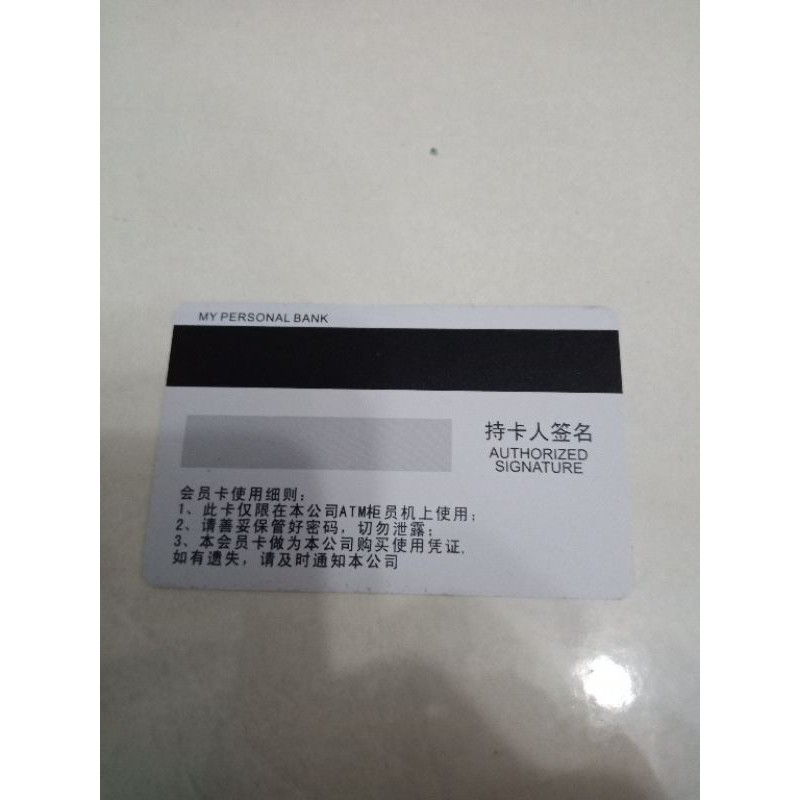 MY PERSONAL BANK
持卡人签名
AUTHORIZED
SIGNATURE
会员卡使用细则：
1、此卡仅限在本公司ATM柜员机上使用；
2、请善妥保管好密码，切勿泄露；
3、本会员卡做为本公司购买使用凭证.
如有遗失，请及时通知本公司